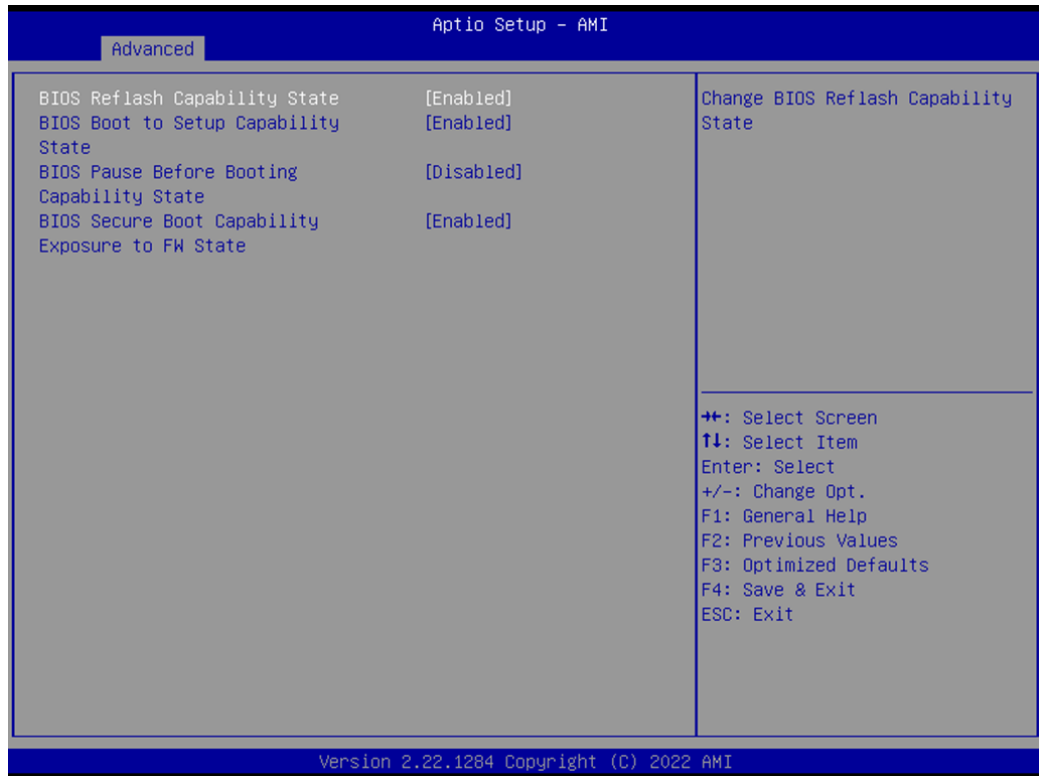 Aptio Setup - AMI
Advanced
BIOS Reflash Capability State [Enabled]
BIOS Boot to Setup Capability [Enabled]
State
BIOS Pause Before Booting [Disabled]
Capability State
BIOS Secure Boot Capability [Enabled]
Exposure to FW State
Change BIOS Reflash Capability
State
→←: Select Screen
↑↓: Select Item
Enter: Select
+/-: Change Opt.
F1: General Help
F2: Previous Values
F3: Optimized Defaults
F4: Save & Exit
ESC: Exit
Version 2.22.1284 Copyright (C) 2022 AMI